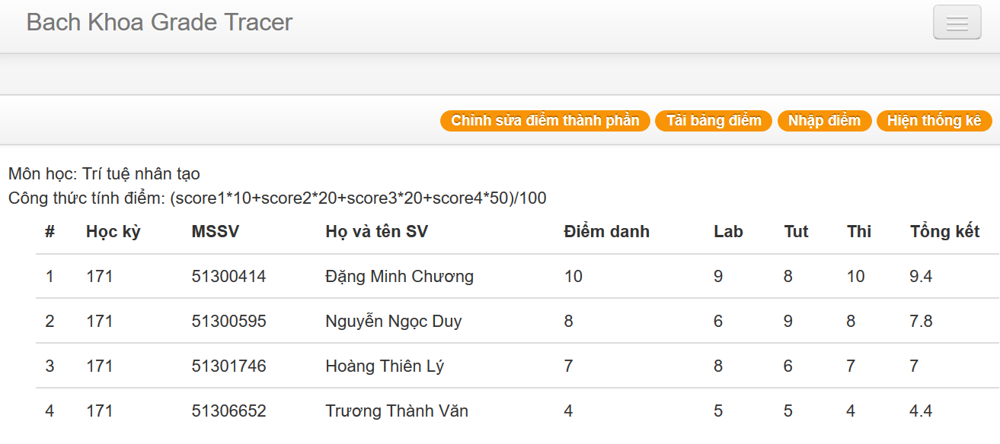 Bach Khoa Grade Tracer
Chỉnh sửa điểm thành phần Tải bảng điểm Nhập điểm Hiện thống kê
Môn học: Trí tuệ nhân tạo
Công thức tính điểm: (score1*10+score2*20+score3*20+score4*50)/100
# Học kỳ MSSV Họ và tên SV Điểm danh Lab Tut Thi Tổng kết
1 171 51300414 Đặng Minh Chương 10 9 8 10 9.4
2 171 51300595 Nguyễn Ngọc Duy 8 6 9 8 7.8
3 171 51301746 Hoàng Thiên Lý 7 8 6 7 7
4 171 51306652 Trương Thành Văn 4 5 5 4 4.4